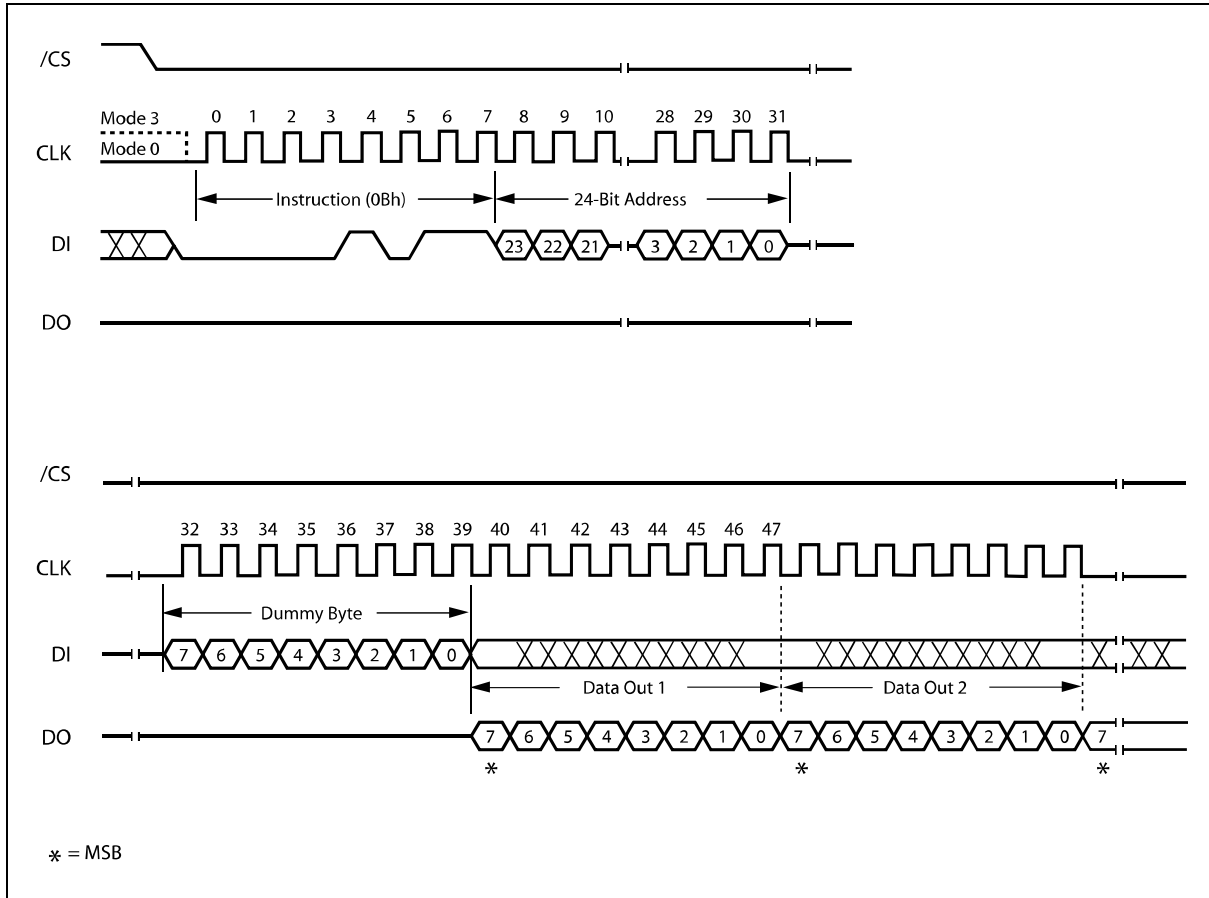 /CS
Mode 3
0 1 2 3 4 5 6 7 8 9 10 28 29 30 31
CLK
Mode 0
Instruction (0Bh)
24-Bit Address
DI
23 22 21 3 2 1 0
DO
/CS
32 33 34 35 36 37 38 39 40 41 42 43 44 45 46 47
CLK
Dummy Byte
DI
7 6 5 4 3 2 1 0
Data Out 1
Data Out 2
DO
7 6 5 4 3 2 1 0 7 6 5 4 3 2 1 0 7
* * *
* = MSB